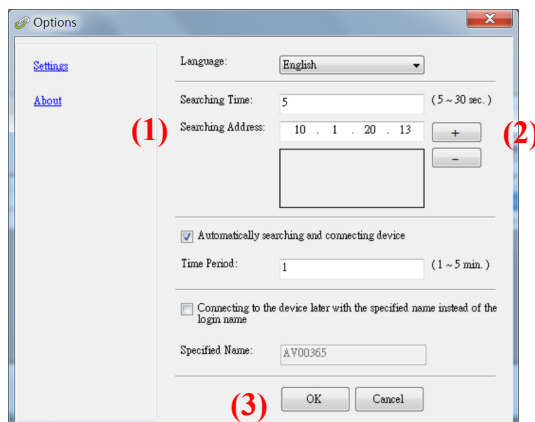 Options
Settings
About
Language: English
Searching Time: 5 (5 ~ 30 sec.)
(1) Searching Address: 10 . 1 . 20 . 13 + (2)
–
Automatically searching and connecting device
Time Period: 1 (1 ~ 5 min.)
Connecting to the device later with the specified name instead of the
login name
Specified Name: AV00365
(3) OK Cancel